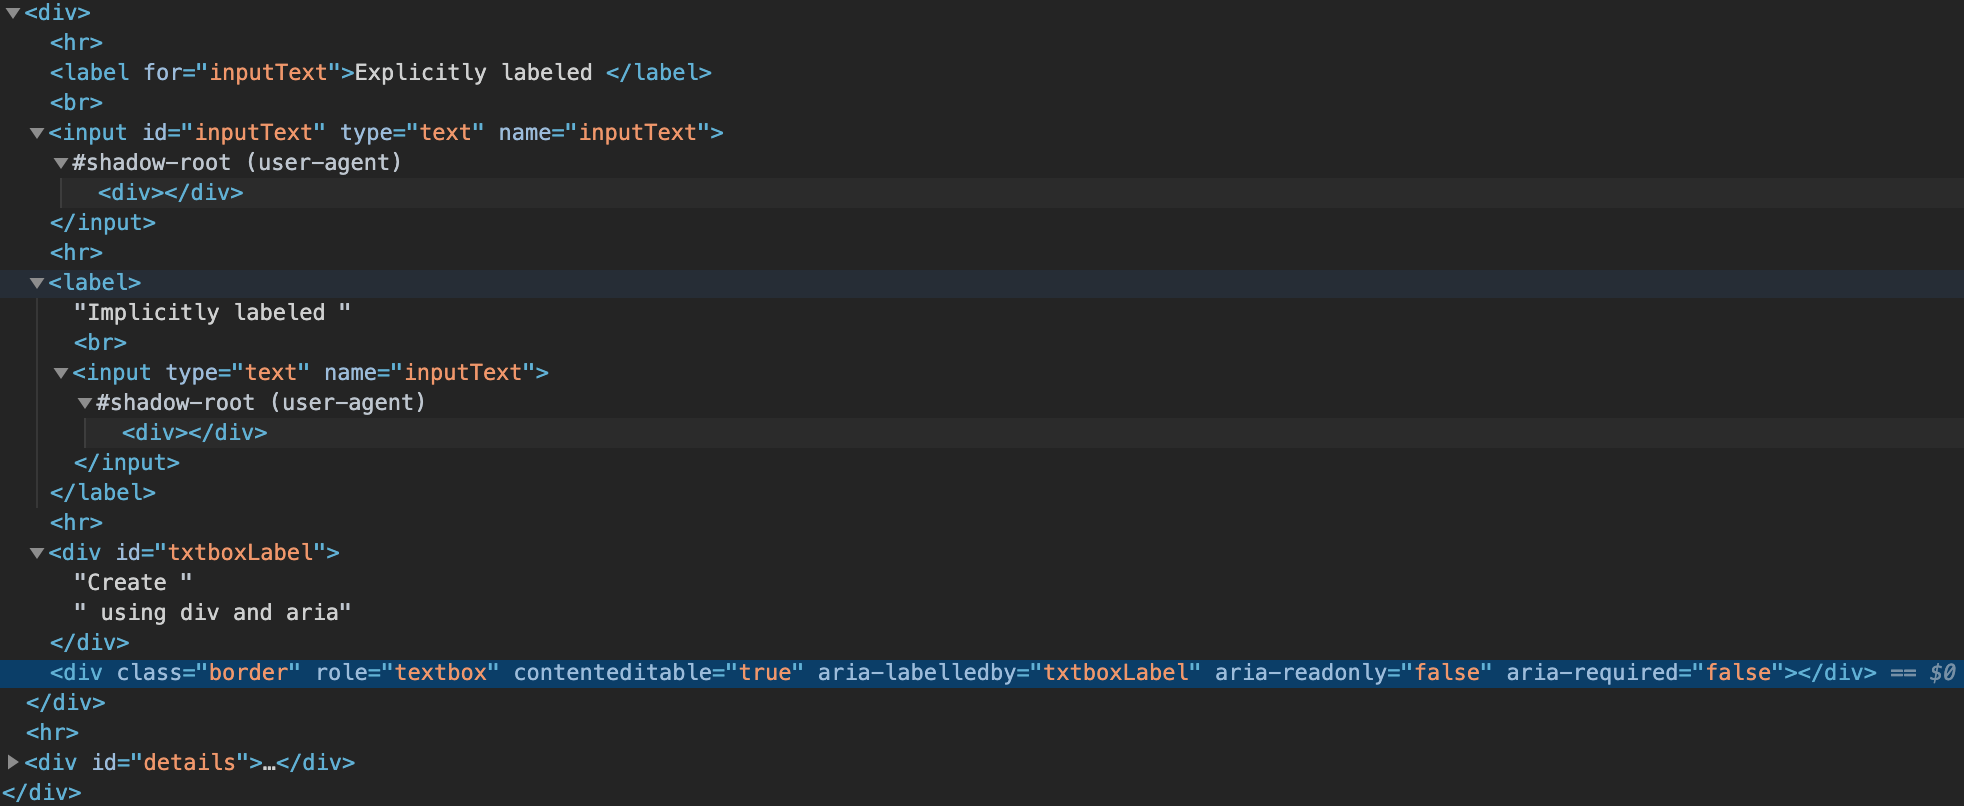 <div>
<hr>
<label for="inputText">Explicitly labeled </label>
<br>
<input id="inputText" type="text" name="inputText">
#shadow-root (user-agent)
<div></div>
</input>
<hr>
<label>
"Implicitly labeled "
<br>
<input type="text" name="inputText">
#shadow-root (user-agent)
<div></div>
</input>
</label>
<hr>
<div id="txtboxLabel">
"Create "
" using div and aria"
</div>
<div class="border" role="textbox" contenteditable="true" aria-labelledby="txtboxLabel" aria-readonly="false" aria-required="false"></div> == $0
</div>
<hr>
<div id="details">…</div>
</div>